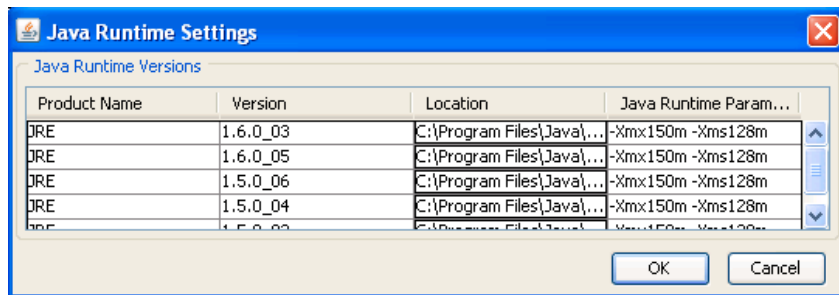 Java Runtime Settings
Java Runtime Versions
Product Name Version Location Java Runtime Param...
JRE 1.6.0_03 C:\Program Files\Java\... -Xmx150m -Xms128m
JRE 1.6.0_05 C:\Program Files\Java\... -Xmx150m -Xms128m
JRE 1.5.0_06 C:\Program Files\Java\... -Xmx150m -Xms128m
JRE 1.5.0_04 C:\Program Files\Java\... -Xmx150m -Xms128m
OK Cancel